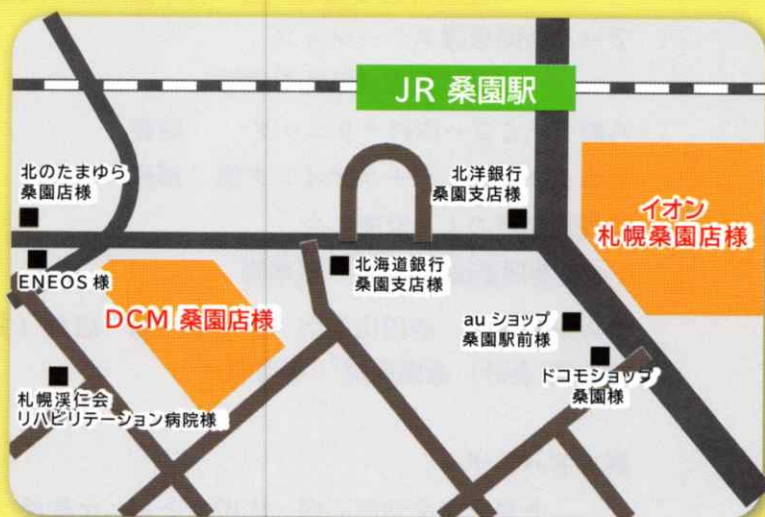 JR 桑園駅
北のたまゆら
桑園店様
北洋銀行
桑園支店様
イオン
札幌桑園店様
ENEOS 様
北海道銀行
桑園支店様
DCM 桑園店様
au ショップ
桑園駅前様
ドコモショップ
桑園様
札幌渓仁会
リハビリテーション病院様